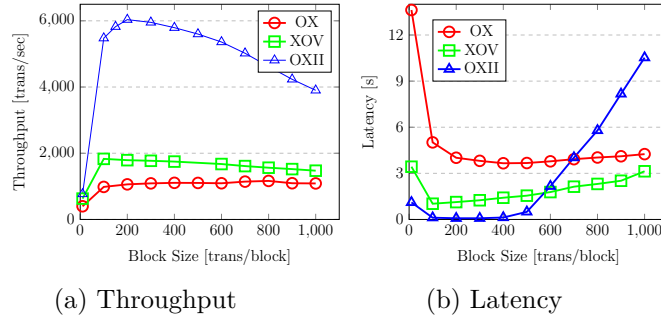 Throughput [trans/sec]
6,000
4,000
2,000
0
0
200
400
600
800
1,000
Block Size [trans/block]
OX
XOV
OXII
(a) Throughput
Latency [s]
12
9
6
3
0
0
200
400
600
800
1,000
Block Size [trans/block]
OX
XOV
OXII
(b) Latency